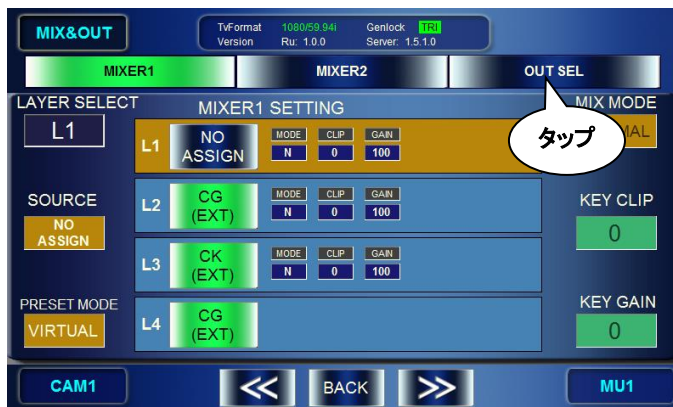 MIX&OUT
TvFormat 1080/59.94i Genlock TRI
Version Ru: 1.0.0 Server: 1.5.1.0
MIXER1 MIXER2 OUT SEL
LAYER SELECT
L1
SOURCE
NO
ASSIGN
PRESET MODE
VIRTUAL
MIXER1 SETTING
L1 NO ASSIGN MODE CLIP GAIN
N 0 100
L2 CG (EXT) MODE CLIP GAIN
N 0 100
L3 CK (EXT) MODE CLIP GAIN
N 0 100
L4 CG (EXT)
MIX MODE
MAL
タップ
KEY CLIP
0
KEY GAIN
0
CAM1 << BACK >> MU1